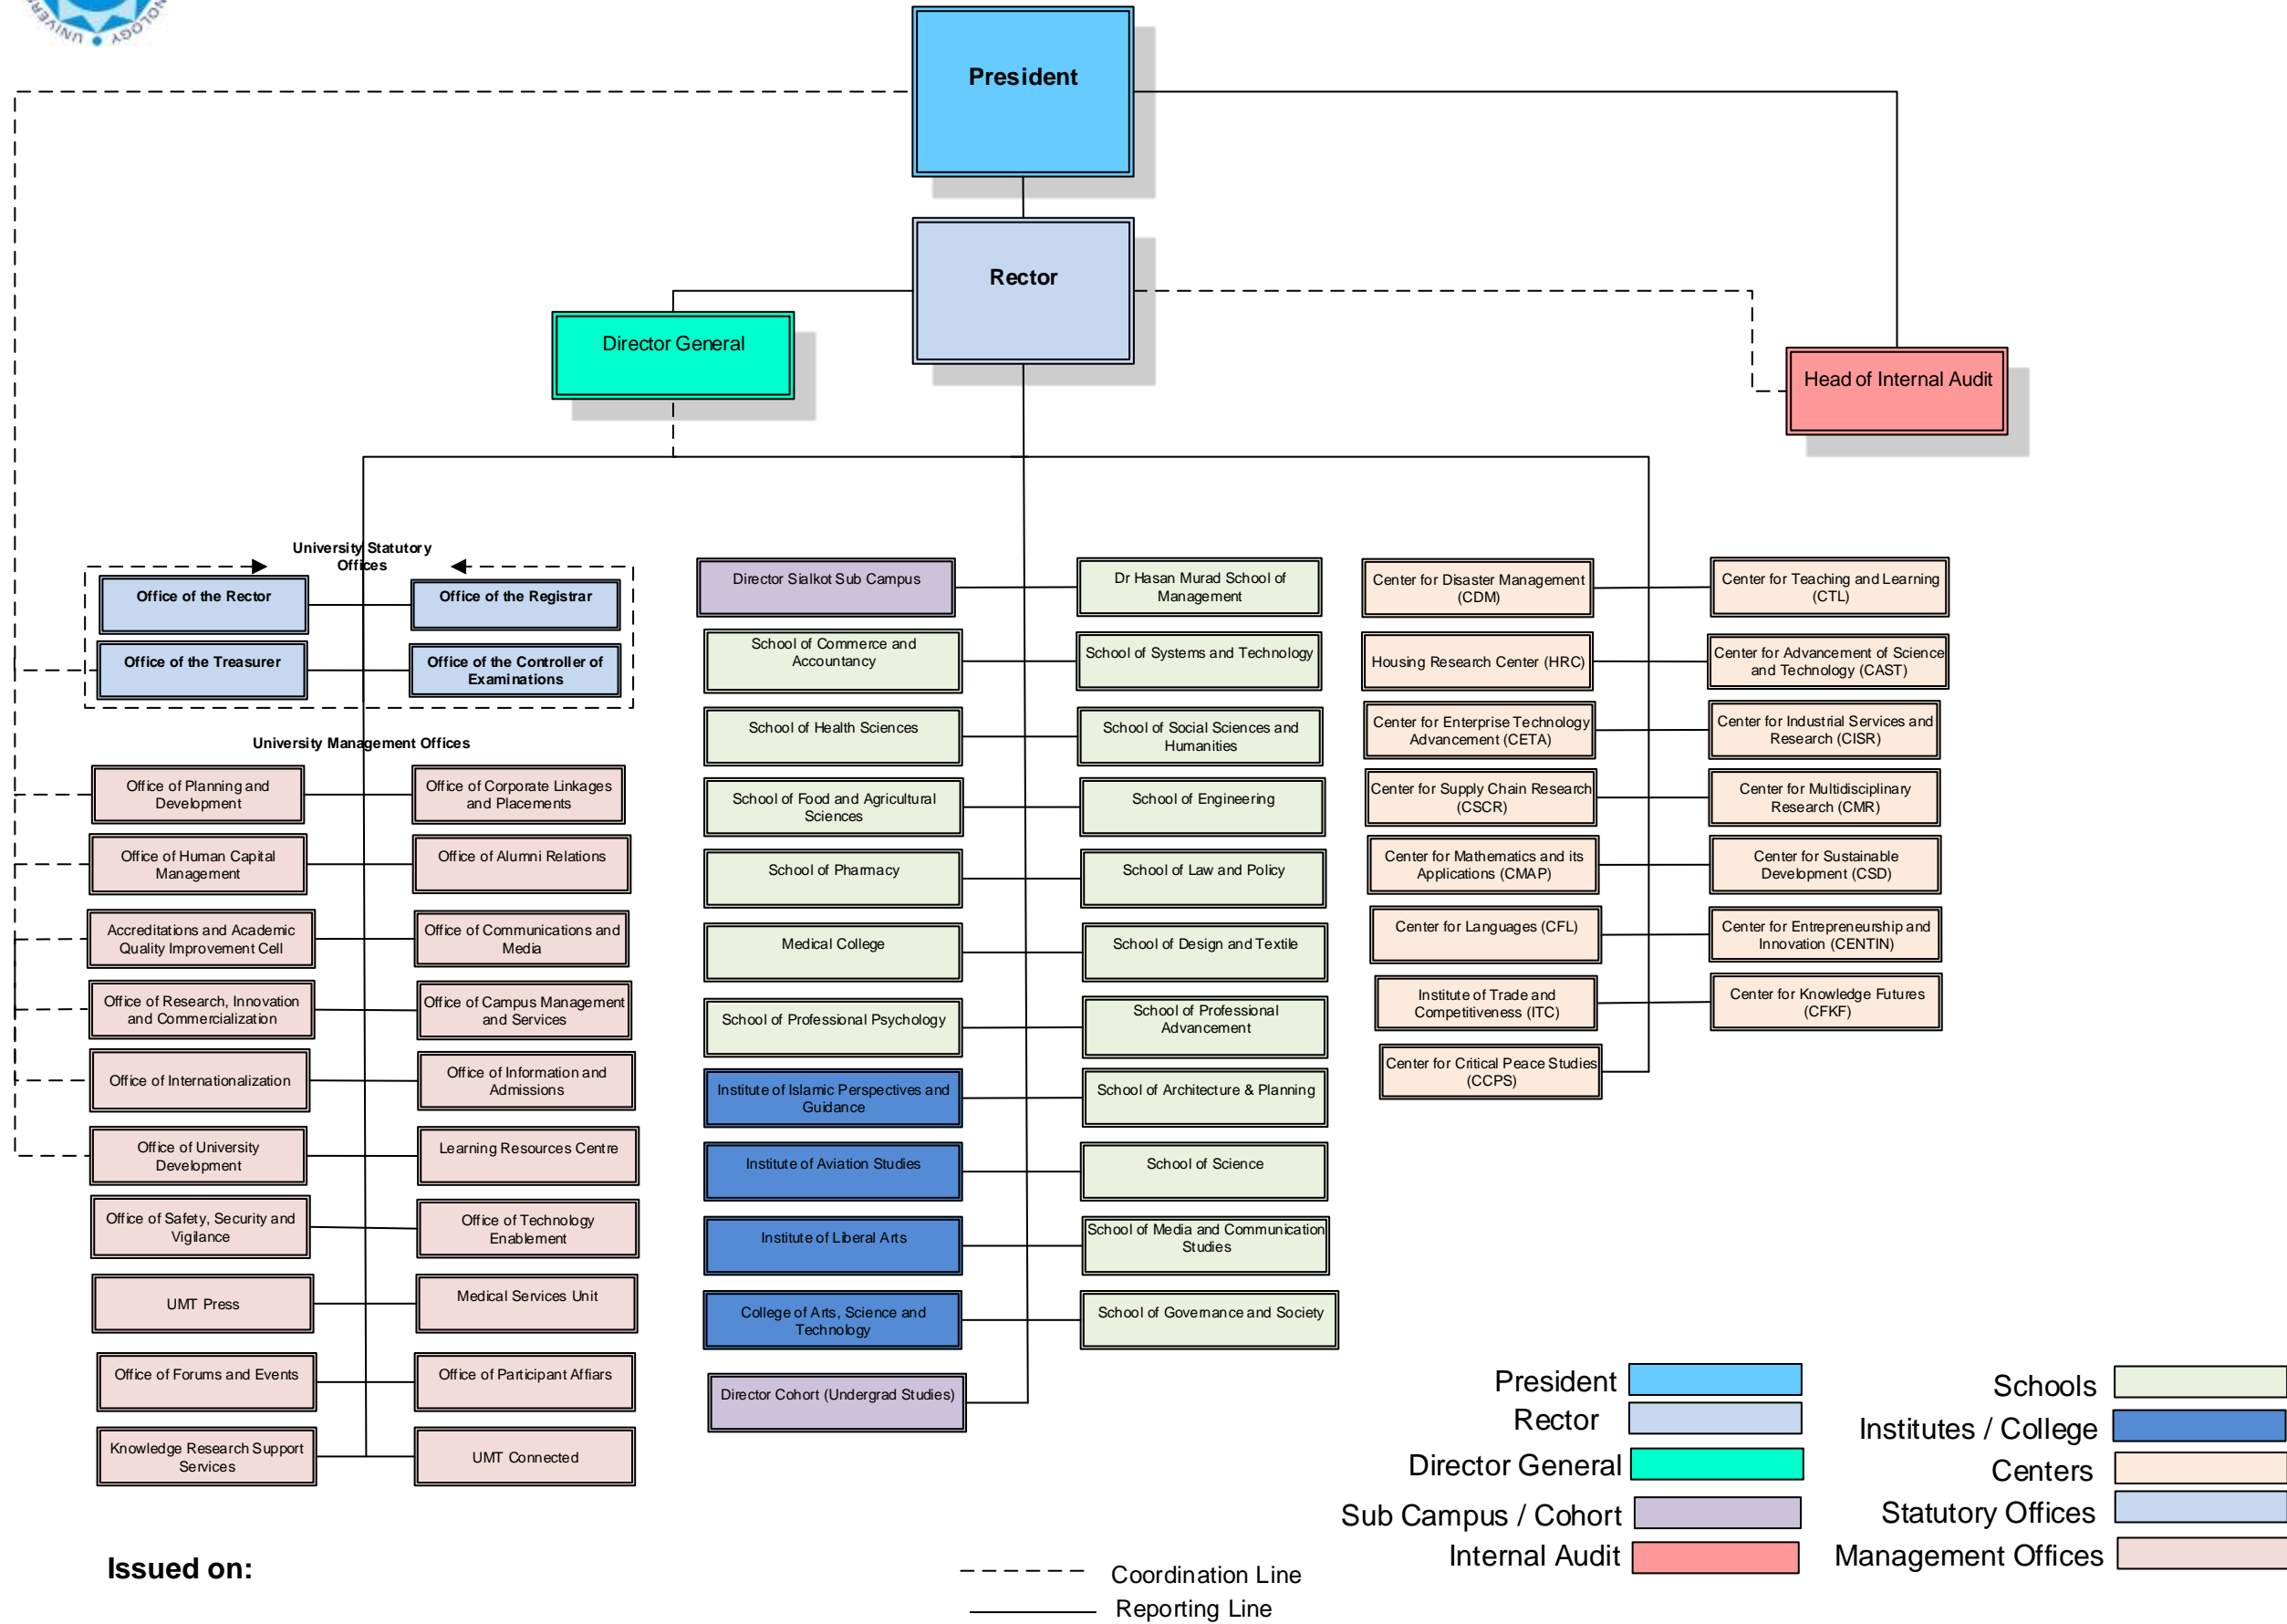 President
Rector
Director General
Head of Internal Audit
University Statutory
Offices
Office of the Rector
Office of the Registrar
Office of the Treasurer
Office of the Controller of
Examinations
University Management Offices
Office of Planning and
Development
Office of Corporate Linkages
and Placements
Office of Human Capital
Management
Office of Alumni Relations
Accreditations and Academic
Quality Improvement Cell
Office of Communications and
Media
Office of Research, Innovation
and Commercialization
Office of Campus Management
and Services
Office of Internationalization
Office of Information and
Admissions
Office of University
Development
Learning Resources Centre
Office of Safety, Security and
Vigilance
Office of Technology
Enablement
UMT Press
Medical Services Unit
Office of Forums and Events
Office of Participant Affiars
Knowledge Research Support
Services
UMT Connected
Director Sialkot Sub Campus
Dr Hasan Murad School of
Management
School of Commerce and
Accountancy
School of Systems and Technology
School of Health Sciences
School of Social Sciences and
Humanities
School of Food and Agricultural
Sciences
School of Engineering
School of Pharmacy
School of Law and Policy
Medical College
School of Design and Textile
School of Professional Psychology
School of Professional
Advancement
Institute of Islamic Perspectives and
Guidance
School of Architecture & Planning
Institute of Aviation Studies
School of Science
Institute of Liberal Arts
School of Media and Communication
Studies
College of Arts, Science and
Technology
School of Governance and Society
Director Cohort (Undergrad Studies)
Center for Disaster Management
(CDM)
Center for Teaching and Learning
(CTL)
Housing Research Center (HRC)
Center for Advancement of Science
and Technology (CAST)
Center for Enterprise Technology
Advancement (CETA)
Center for Industrial Services and
Research (CISR)
Center for Supply Chain Research
(CSCR)
Center for Multidisciplinary
Research (CMR)
Center for Mathematics and its
Applications (CMAP)
Center for Sustainable
Development (CSD)
Center for Languages (CFL)
Center for Entrepreneurship and
Innovation (CENTIN)
Institute of Trade and
Competitiveness (ITC)
Center for Knowledge Futures
(CFKF)
Center for Critical Peace Studies
(CCPS)
President
Rector
Director General
Sub Campus / Cohort
Internal Audit
Schools
Institutes / College
Centers
Statutory Offices
Management Offices
Issued on:
Coordination Line
Reporting Line